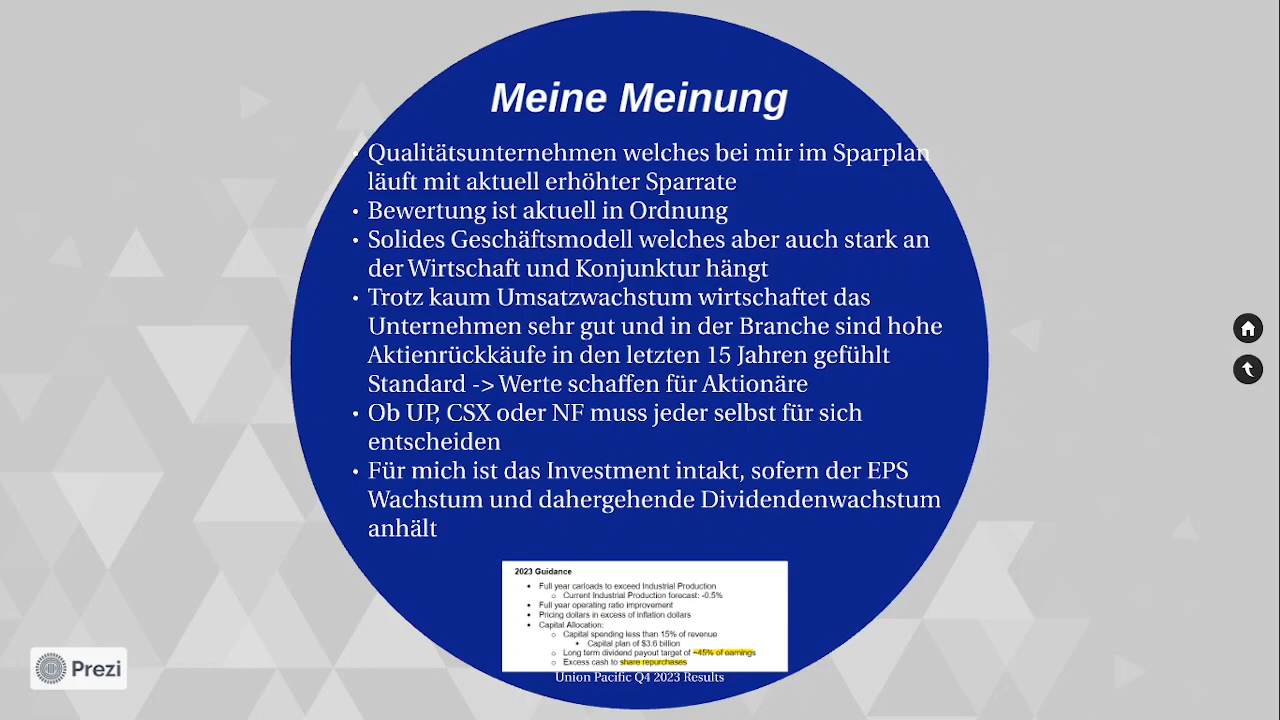 Meine Meinung
• Qualitätsunternehmen welches bei mir im Sparplan
läuft mit aktuell erhöhter Sparrate
• Bewertung ist aktuell in Ordnung
• Solides Geschäftsmodell welches aber auch stark an
der Wirtschaft und Konjunktur hängt
• Trotz kaum Umsatzwachstum wirtschaftet das
Unternehmen sehr gut und in der Branche sind hohe
Aktienrückkäufe in den letzten 15 Jahren gefühlt
Standard -> Werte schaffen für Aktionäre
• Ob UP, CSX oder NF muss jeder selbst für sich
entscheiden
• Für mich ist das Investment intakt, sofern der EPS
Wachstum und dahergehende Dividendenwachstum
anhält
2023 Guidance
• Full year carloads to exceed Industrial Production
○ Current Industrial Production forecast: -0.5%
• Full year operating ratio improvement
• Pricing dollars in excess of inflation dollars
• Capital Allocation:
○ Capital spending less than 15% of revenue
▪ Capital plan of $3.6 billion
○ Long term dividend payout target of ~45% of earnings
○ Excess cash to share repurchases
Union Pacific Q4 2023 Results
Prezi